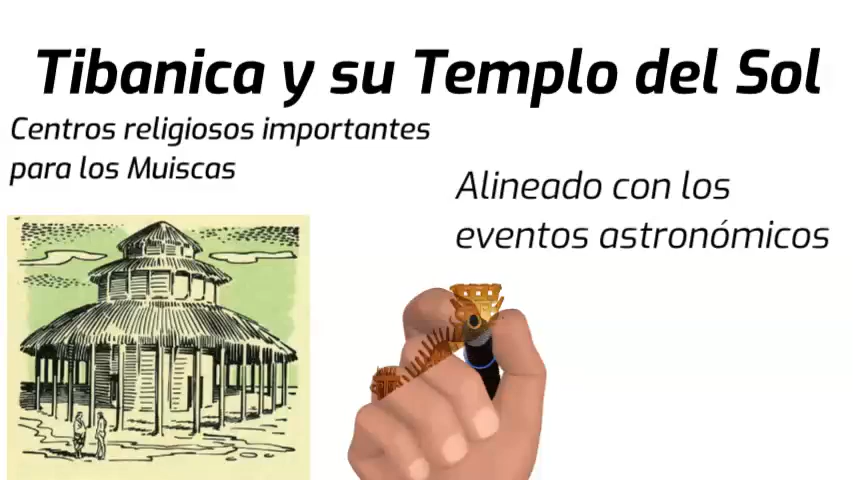 Tibanica y su Templo del Sol
Centros religiosos importantes
para los Muiscas
Alineado con los
eventos astronómicos